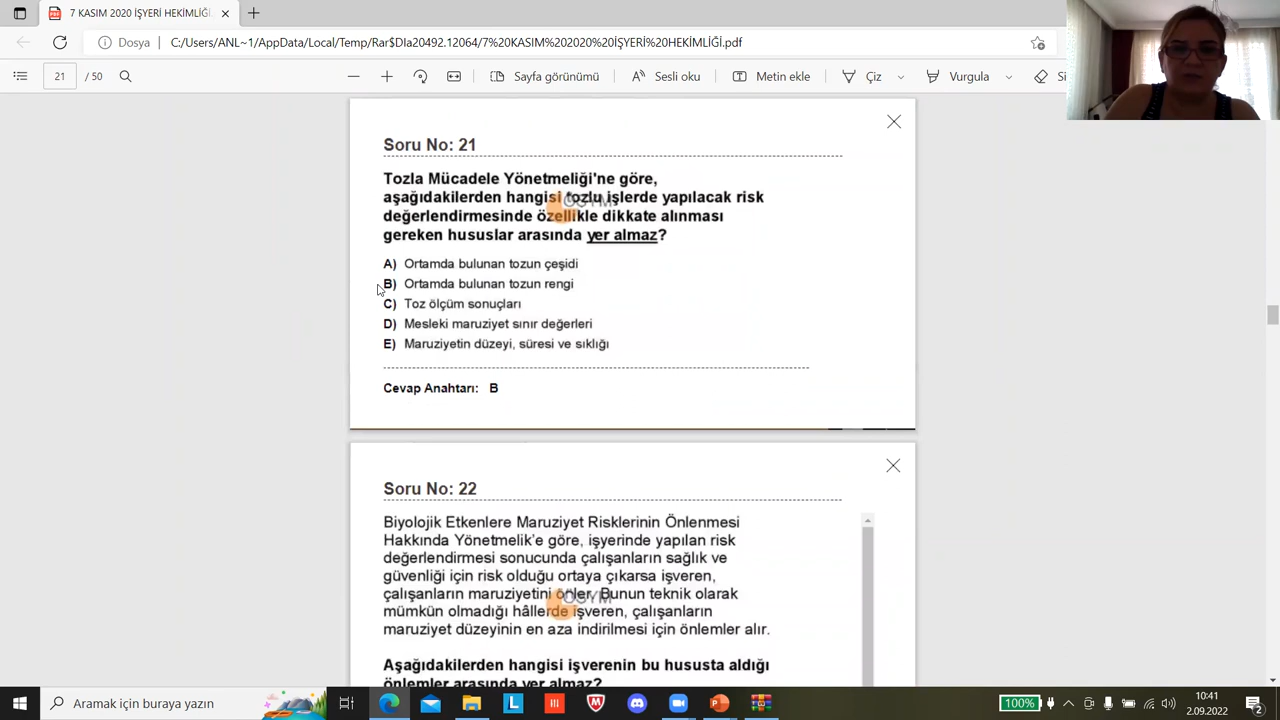 7 KASIM 2020 İŞYERİ HEKİMLİĞİ.
Dosya
C:/Users/ANL~1/AppData/Local/Temp/Rar$DIa20492.12064/7%20KASIM%202020%20İŞYERİ%20HEKİMLİĞİ.pdf
21 / 50
Sayfa görünümü
Sesli oku
Metin ekle
Çiz
Vurgula
Si
Soru No: 21
Tozla Mücadele Yönetmeliği'ne göre,
aşağıdakilerden hangisi tozlu işlerde yapılacak risk
değerlendirmesinde özellikle dikkate alınması
gereken hususlar arasında yer almaz?
A) Ortamda bulunan tozun çeşidi
B) Ortamda bulunan tozun rengi
C) Toz ölçüm sonuçları
D) Mesleki maruziyet sınır değerleri
E) Maruziyetin düzeyi, süresi ve sıklığı
Cevap Anahtarı: B
Soru No: 22
Biyolojik Etkenlere Maruziyet Risklerinin Önlenmesi
Hakkında Yönetmelik'e göre, işyerinde yapılan risk
değerlendirmesi sonucunda çalışanların sağlık ve
güvenliği için risk olduğu ortaya çıkarsa işveren,
çalışanların maruziyetini önler. Bunun teknik olarak
mümkün olmadığı hâllerde işveren, çalışanların
maruziyet düzeyinin en aza indirilmesi için önlemler alır.
Aşağıdakilerden hangisi işverenin bu hususta aldığı
önlemler arasında yer almaz?
Aramak için buraya yazın
100%
10:41
2.09.2022
2